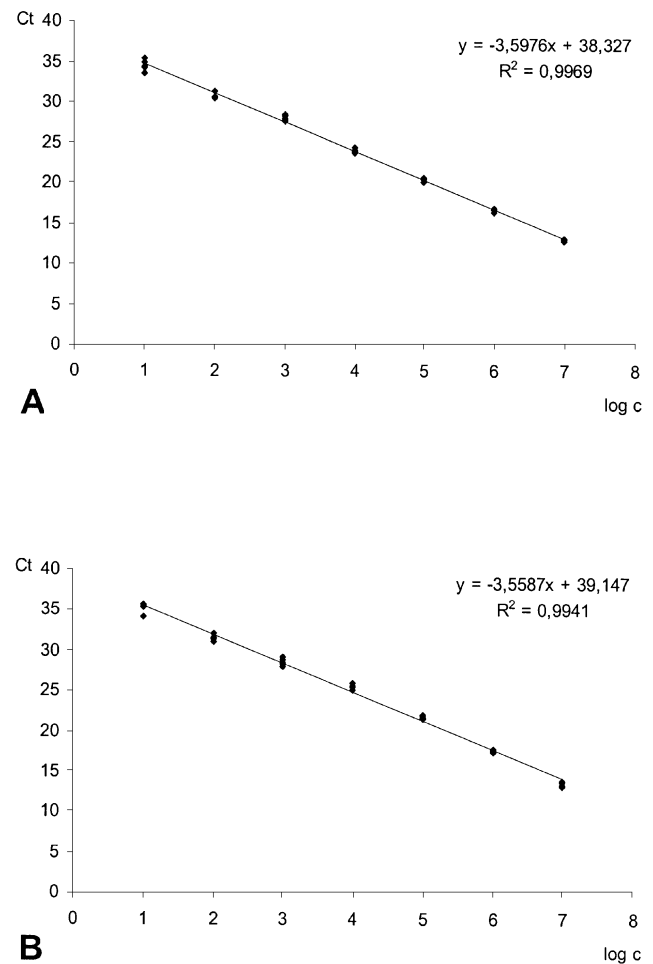 Ct
40
y = -3,5976x + 38,327
R² = 0,9969
35
30
25
20
15
10
5
0
0 1 2 3 4 5 6 7 8
A
log c
Ct
40
y = -3,5587x + 39,147
R² = 0,9941
35
30
25
20
15
10
5
0
0 1 2 3 4 5 6 7 8
B
log c